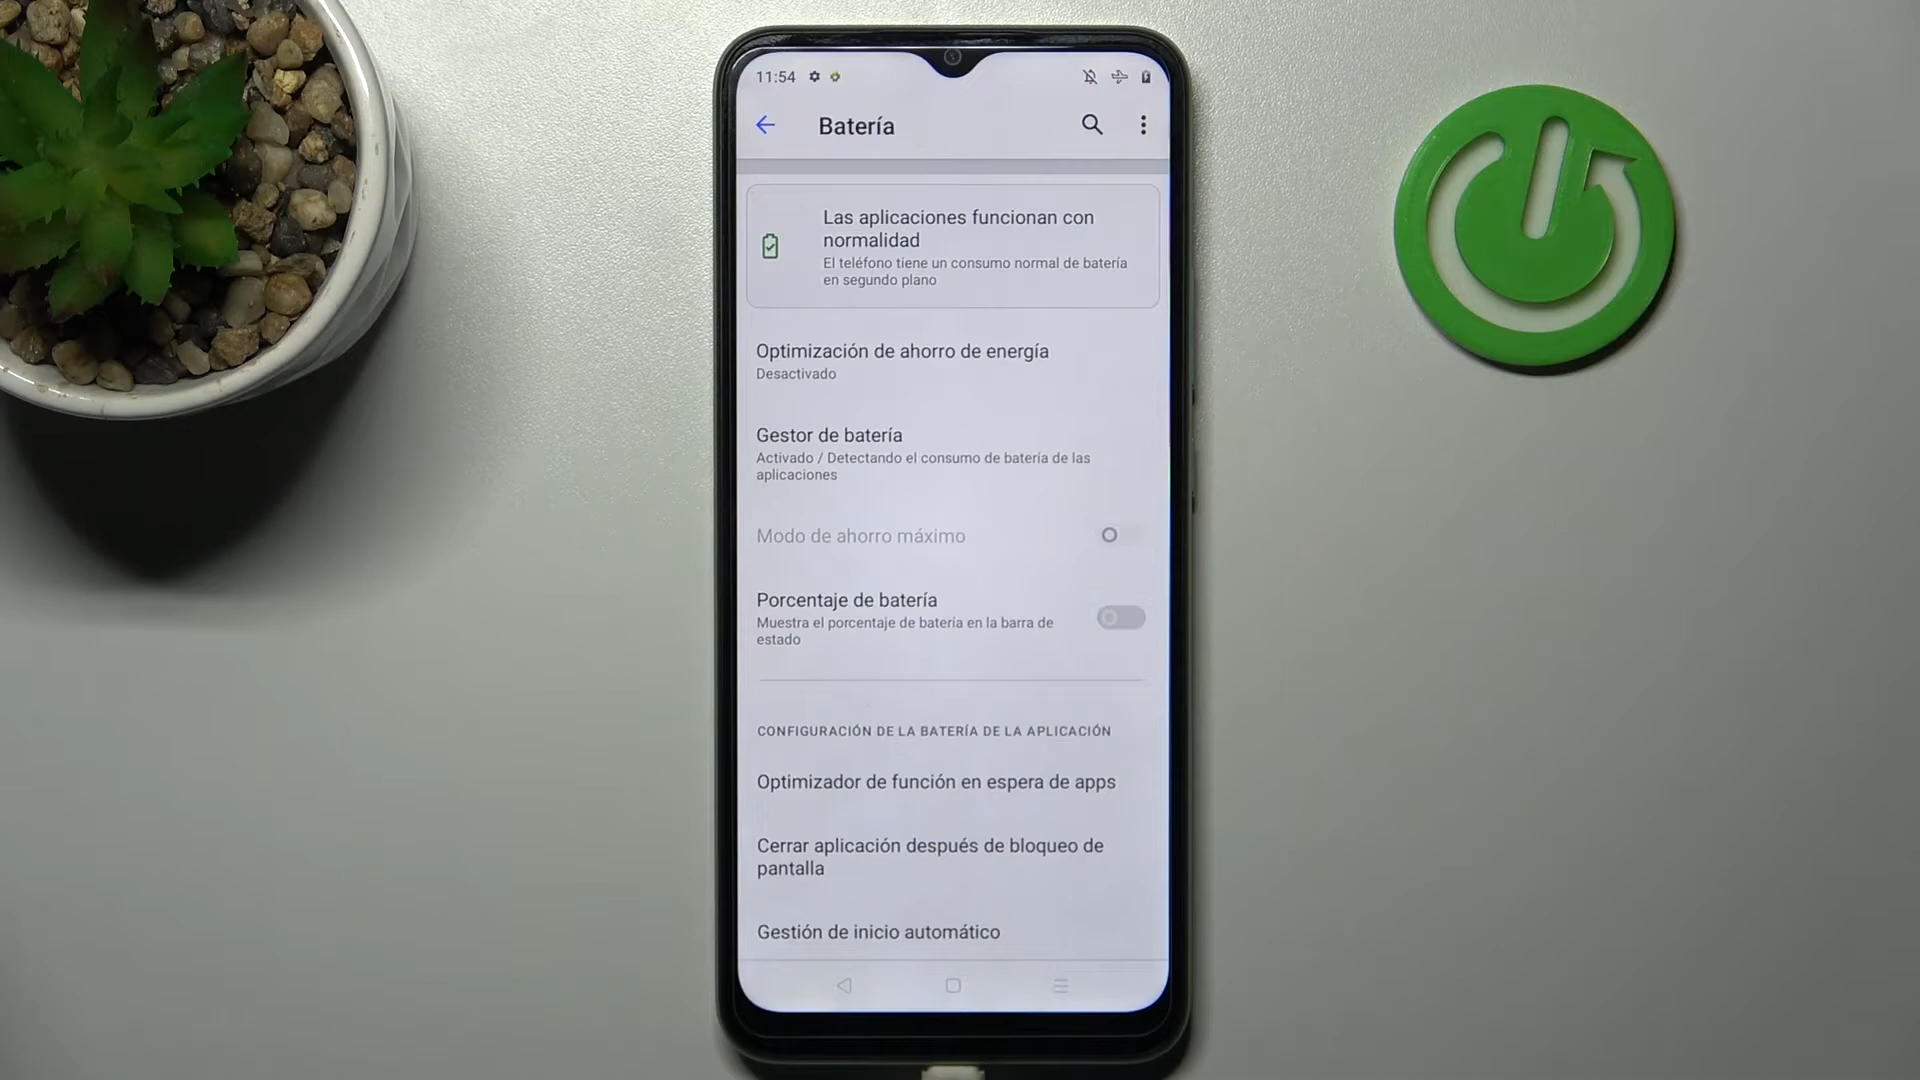 11:54
Batería
Las aplicaciones funcionan con
normalidad
El teléfono tiene un consumo normal de batería
en segundo plano
Optimización de ahorro de energía
Desactivado
Gestor de batería
Activado / Detectando el consumo de batería de las
aplicaciones
Modo de ahorro máximo
Porcentaje de batería
Muestra el porcentaje de batería en la barra de
estado
CONFIGURACIÓN DE LA BATERÍA DE LA APLICACIÓN
Optimizador de función en espera de apps
Cerrar aplicación después de bloqueo de
pantalla
Gestión de inicio automático